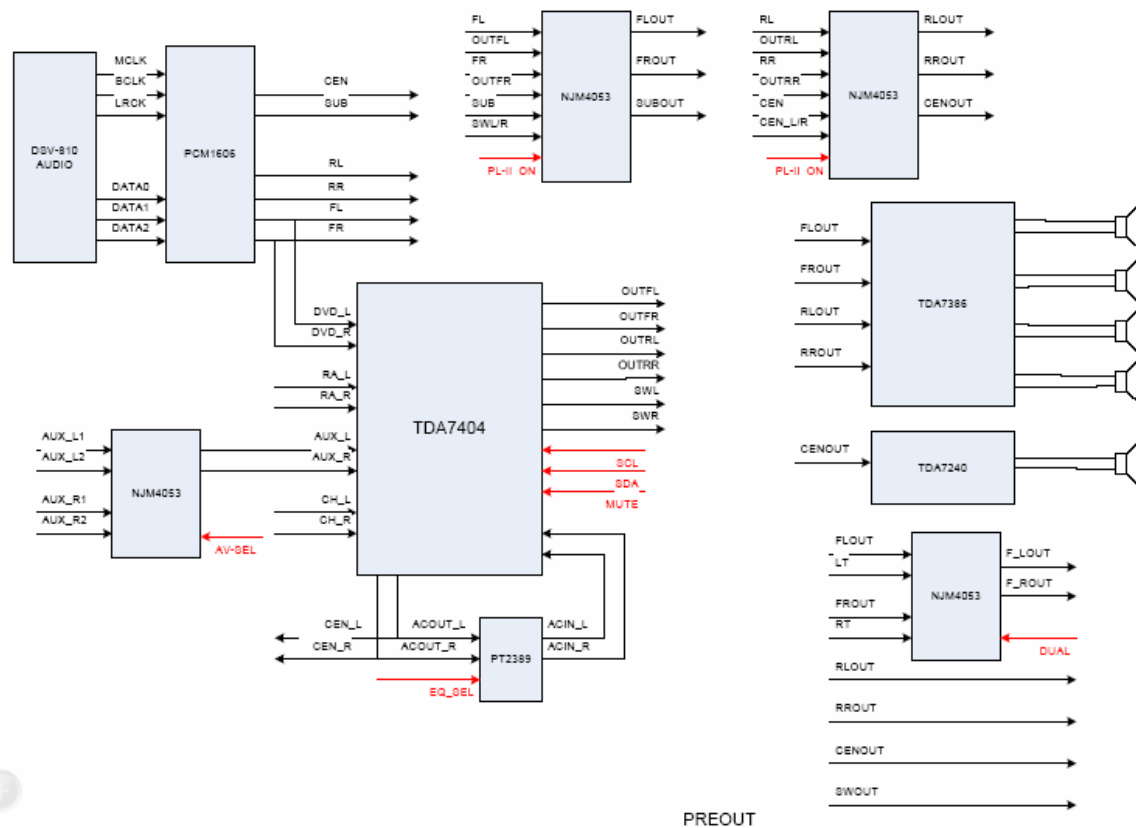 MCLK
BCLK
LRCK
DSV-810
AUDIO
DATA0
DATA1
DATA2
PCM1606
CEN
SUB
RL
RR
FL
FR
FL
OUTFL
FR
OUTFR
SUB
SWL/R
PL-II ON
NJM4053
FLOUT
FROUT
SUBOUT
RL
OUTRL
RR
OUTRR
CEN
CEN_L/R
PL-II ON
NJM4053
RLOUT
RROUT
CENOUT
FLOUT
FROUT
RLOUT
RROUT
TDA7386
DVD_L
DVD_R
RA_L
RA_R
AUX_L
AUX_R
CH_L
CH_R
TDA7404
OUTFL
OUTFR
OUTRL
OUTRR
SWL
SWR
SCL
SDA
MUTE
AUX_L1
AUX_L2
AUX_R1
AUX_R2
NJM4053
AV-SEL
CENOUT
TDA7240
CEN_L
CEN_R
ACOUT_L
ACOUT_R
EQ_SEL
PT2389
ACIN_L
ACIN_R
FLOUT
LT
FROUT
RT
NJM4053
F_LOUT
F_ROUT
DUAL
RLOUT
RROUT
CENOUT
SWOUT
PREOUT